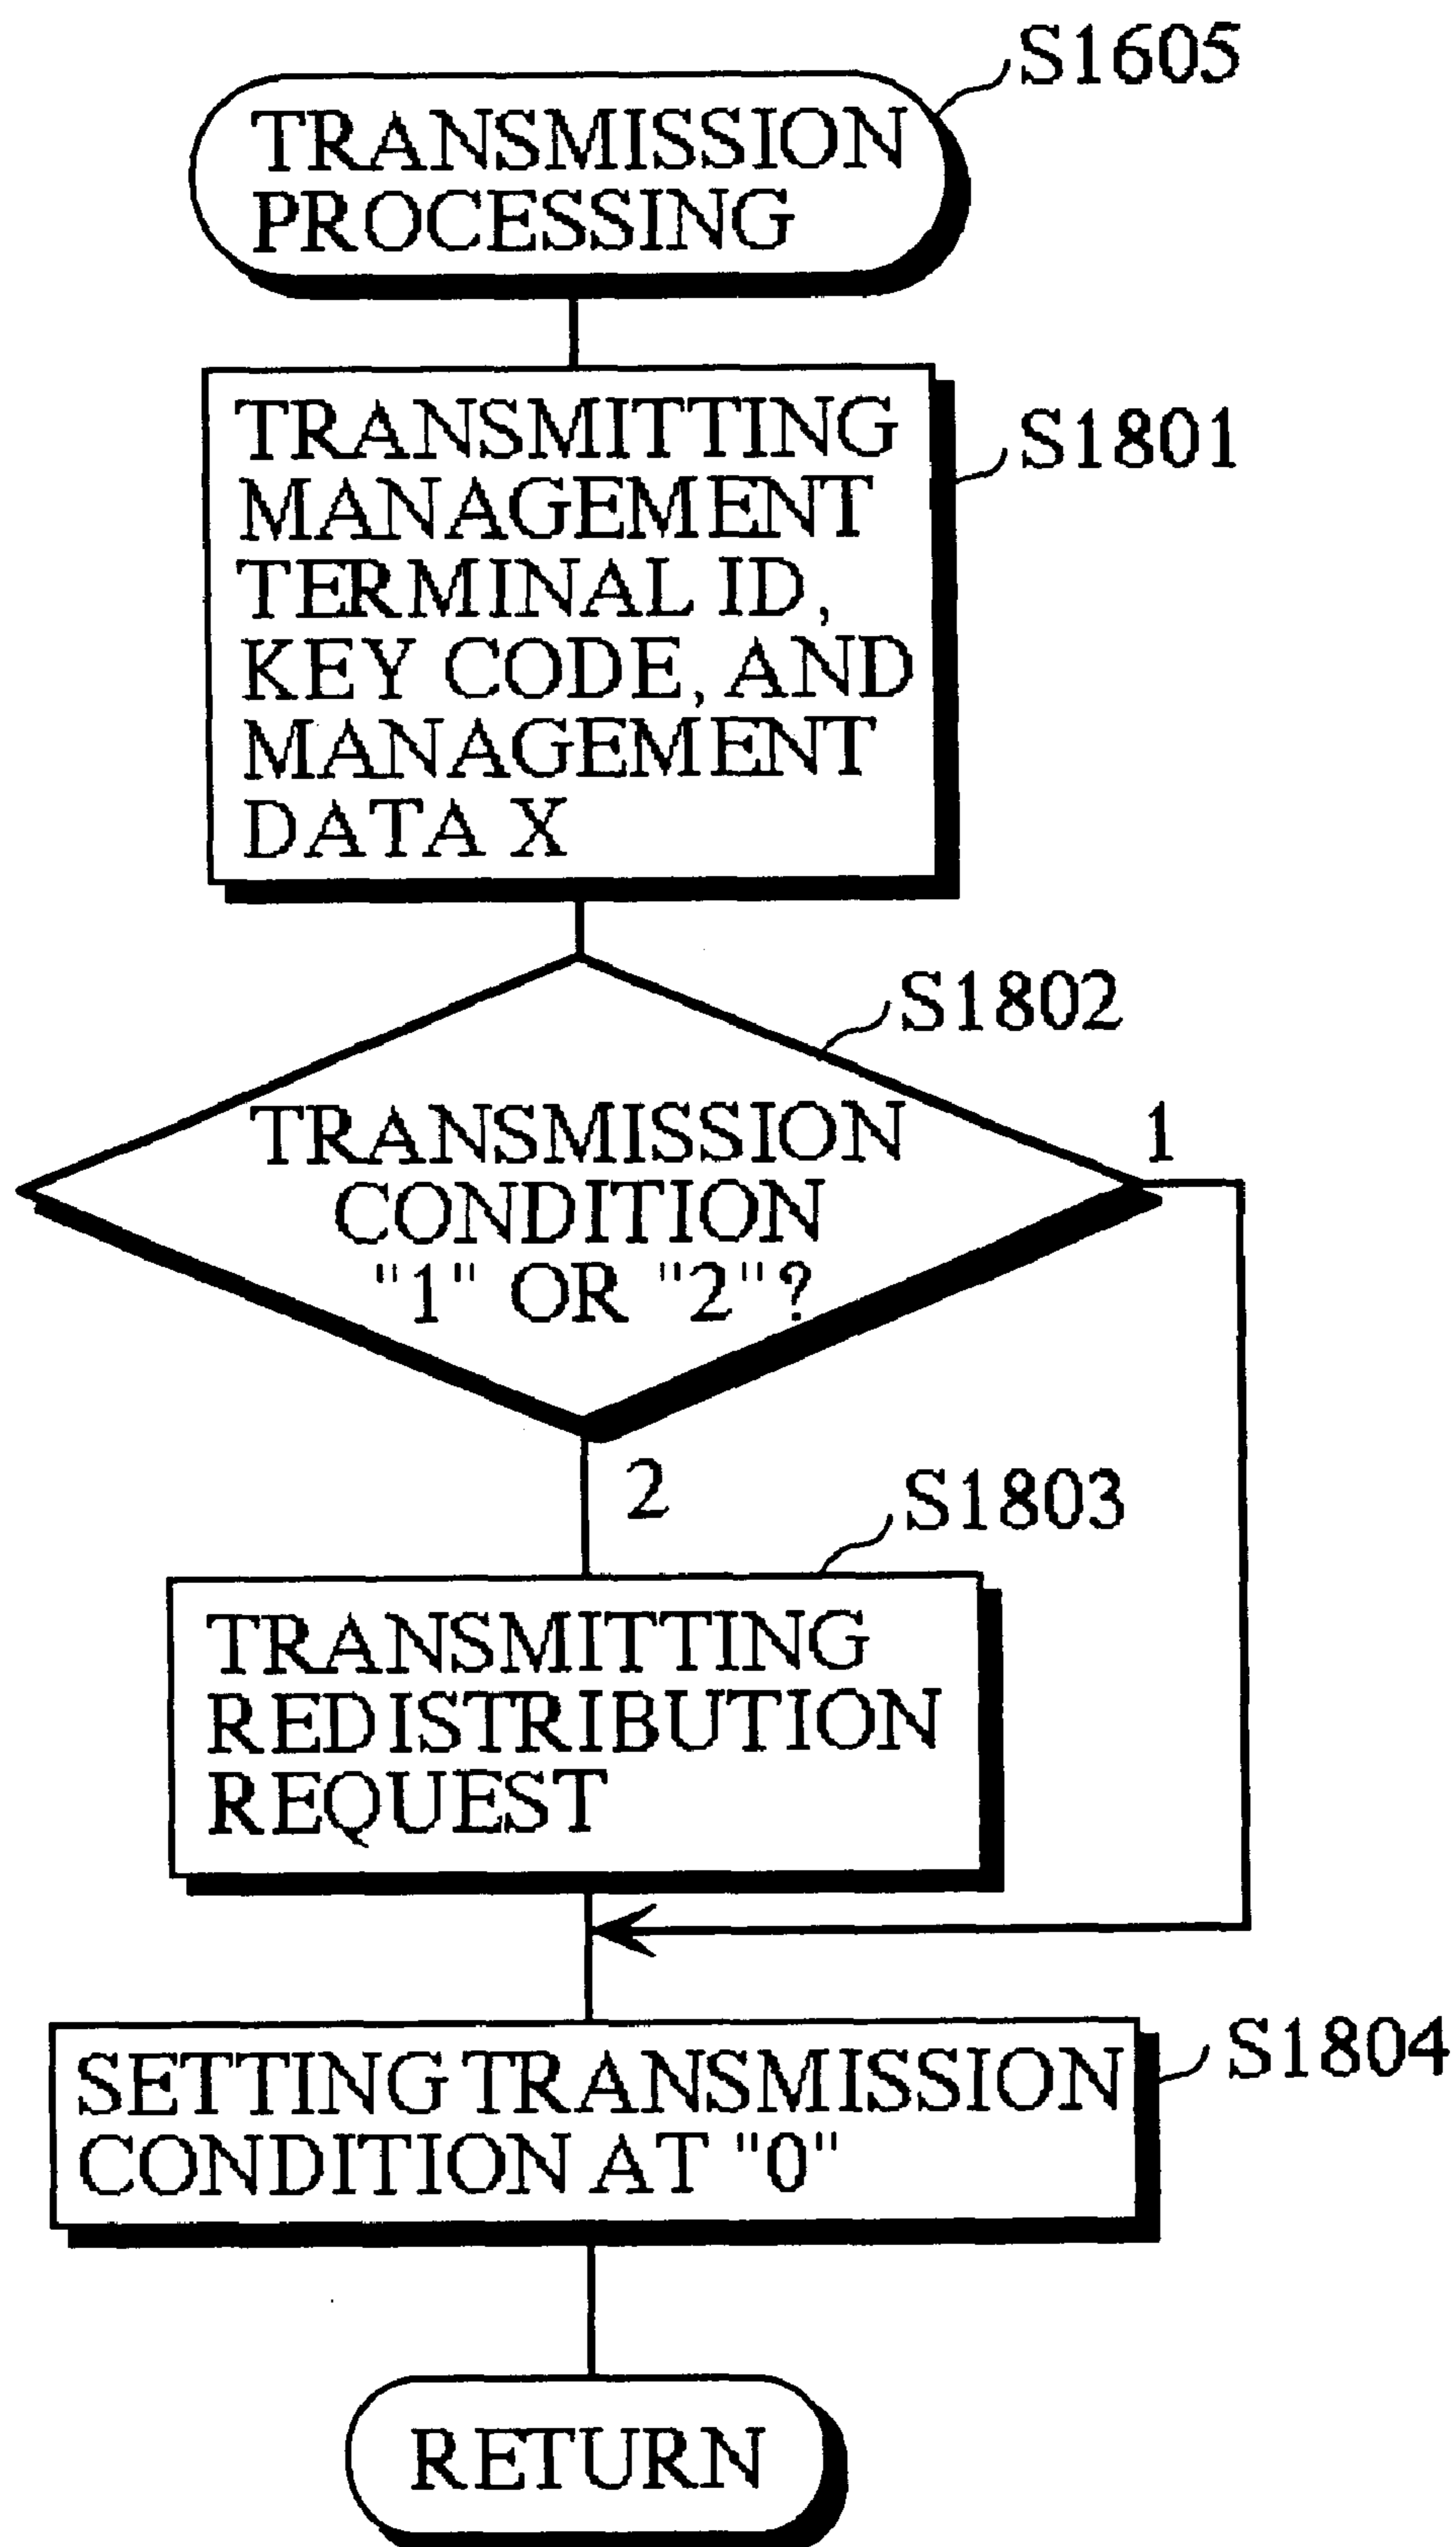 S1605
TRANSMISSION
PROCESSING
TRANSMITTING
MANAGEMENT
TERMINAL ID,
KEY CODE, AND
MANAGEMENT
DATA X
S1801
S1802
TRANSMISSION
CONDITION
"1" OR "2"?
1
2
S1803
TRANSMITTING
REDISTRIBUTION
REQUEST
SETTING TRANSMISSION
CONDITION AT "0"
S1804
RETURN